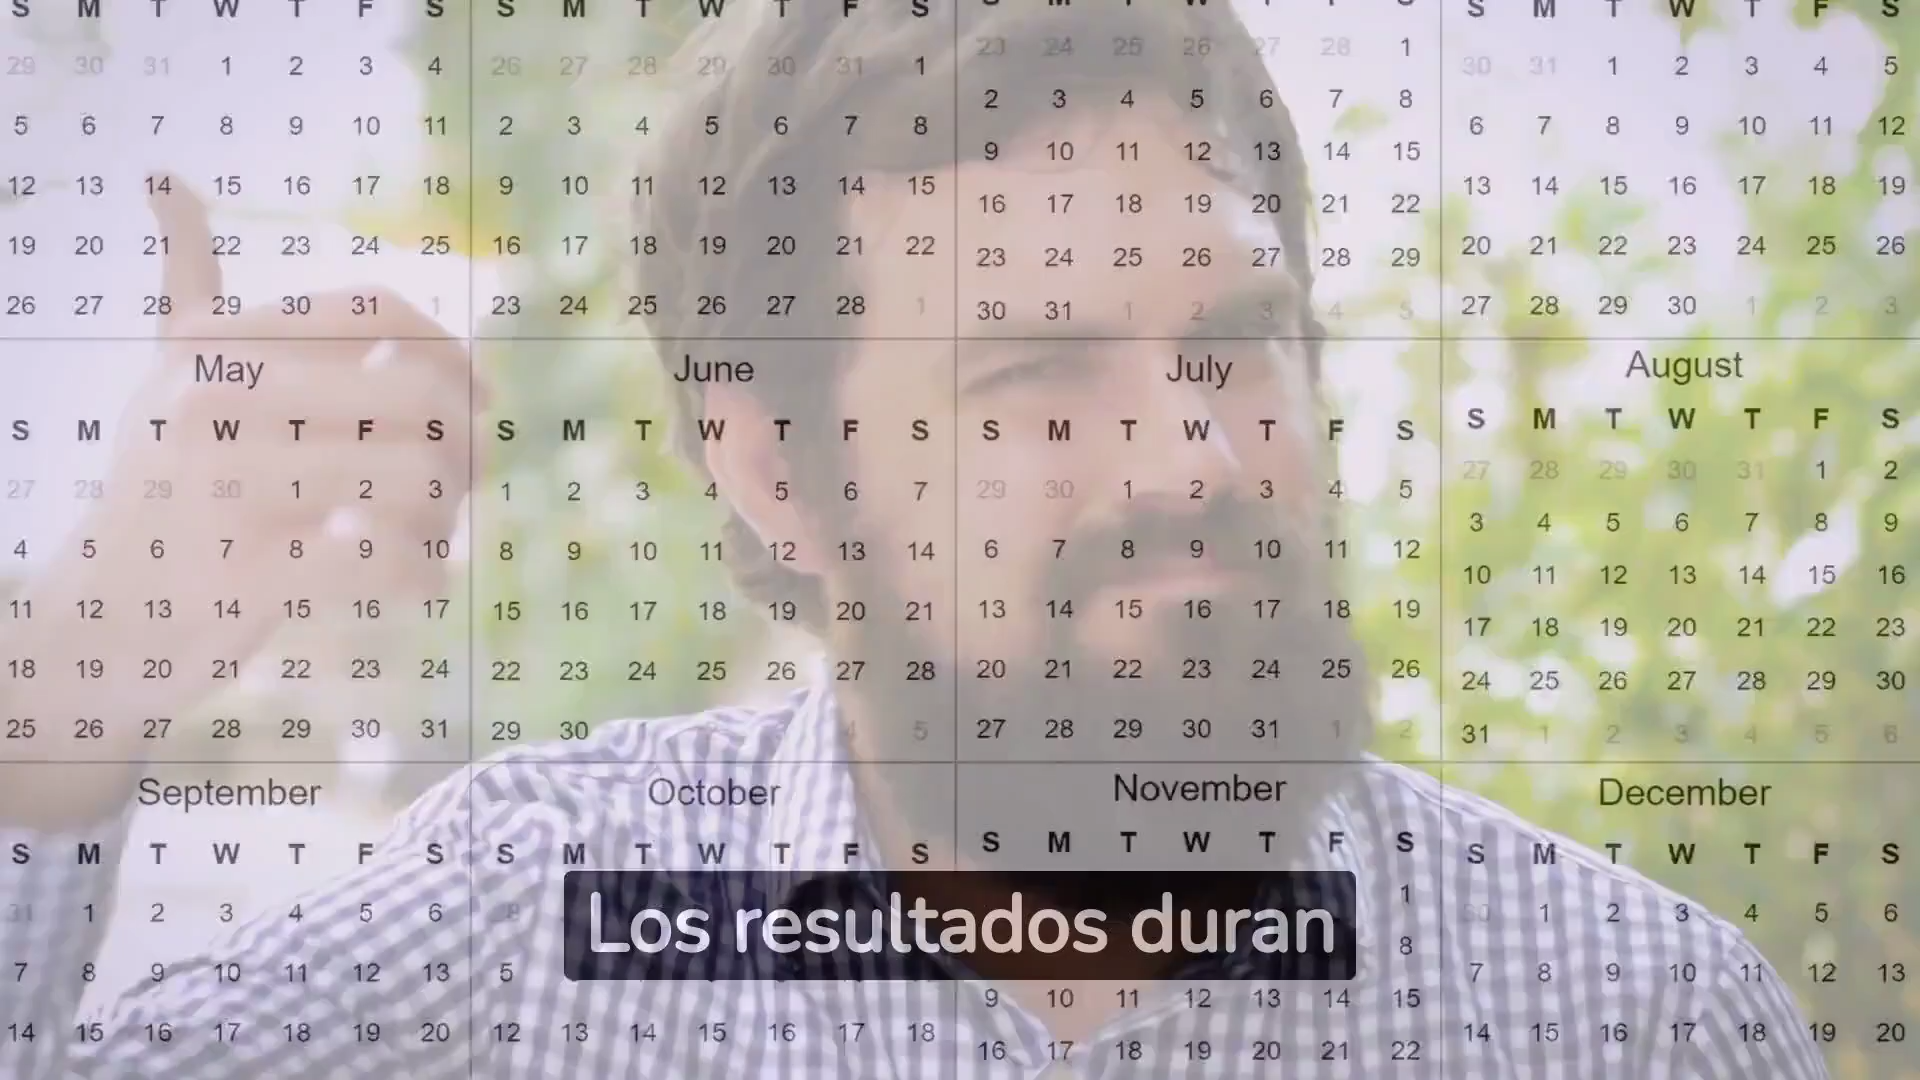 S M T W T F S S M T W T F S S M T W T F S S M T W T F S
29 30 31 1 2 3 4
5 6 7 8 9 10 11
12 13 14 15 16 17 18
19 20 21 22 23 24 25
26 27 28 29 30 31 1
26 27 28 29 30 31 1
2 3 4 5 6 7 8
9 10 11 12 13 14 15
16 17 18 19 20 21 22
23 24 25 26 27 28 1
23 24 25 26 27 28 1
2 3 4 5 6 7 8
9 10 11 12 13 14 15
16 17 18 19 20 21 22
23 24 25 26 27 28 29
30 31 1 2 3 4 5
30 31 1 2 3 4 5
6 7 8 9 10 11 12
13 14 15 16 17 18 19
20 21 22 23 24 25 26
27 28 29 30 1 2 3
May
S M T W T F S
27 28 29 30 1 2 3
4 5 6 7 8 9 10
11 12 13 14 15 16 17
18 19 20 21 22 23 24
25 26 27 28 29 30 31
June
S M T W T F S
1 2 3 4 5 6 7
8 9 10 11 12 13 14
15 16 17 18 19 20 21
22 23 24 25 26 27 28
29 30 4 5
July
S M T W T F S
29 30 1 2 3 4 5
6 7 8 9 10 11 12
13 14 15 16 17 18 19
20 21 22 23 24 25 26
27 28 29 30 31 1 2
August
S M T W T F S
27 28 29 30 31 1 2
3 4 5 6 7 8 9
10 11 12 13 14 15 16
17 18 19 20 21 22 23
24 25 26 27 28 29 30
31 1 2 3 4 5 6
September
S M T W T F S
31 1 2 3 4 5 6
7 8 9 10 11 12 13
14 15 16 17 18 19 20
October
S M T W T F S
5
12 13 14 15 16 17 18
November
S M T W T F S
1
8
9 10 11 12 13 14 15
16 17 18 19 20 21 22
December
S M T W T F S
30 1 2 3 4 5 6
7 8 9 10 11 12 13
14 15 16 17 18 19 20
Los resultados duran